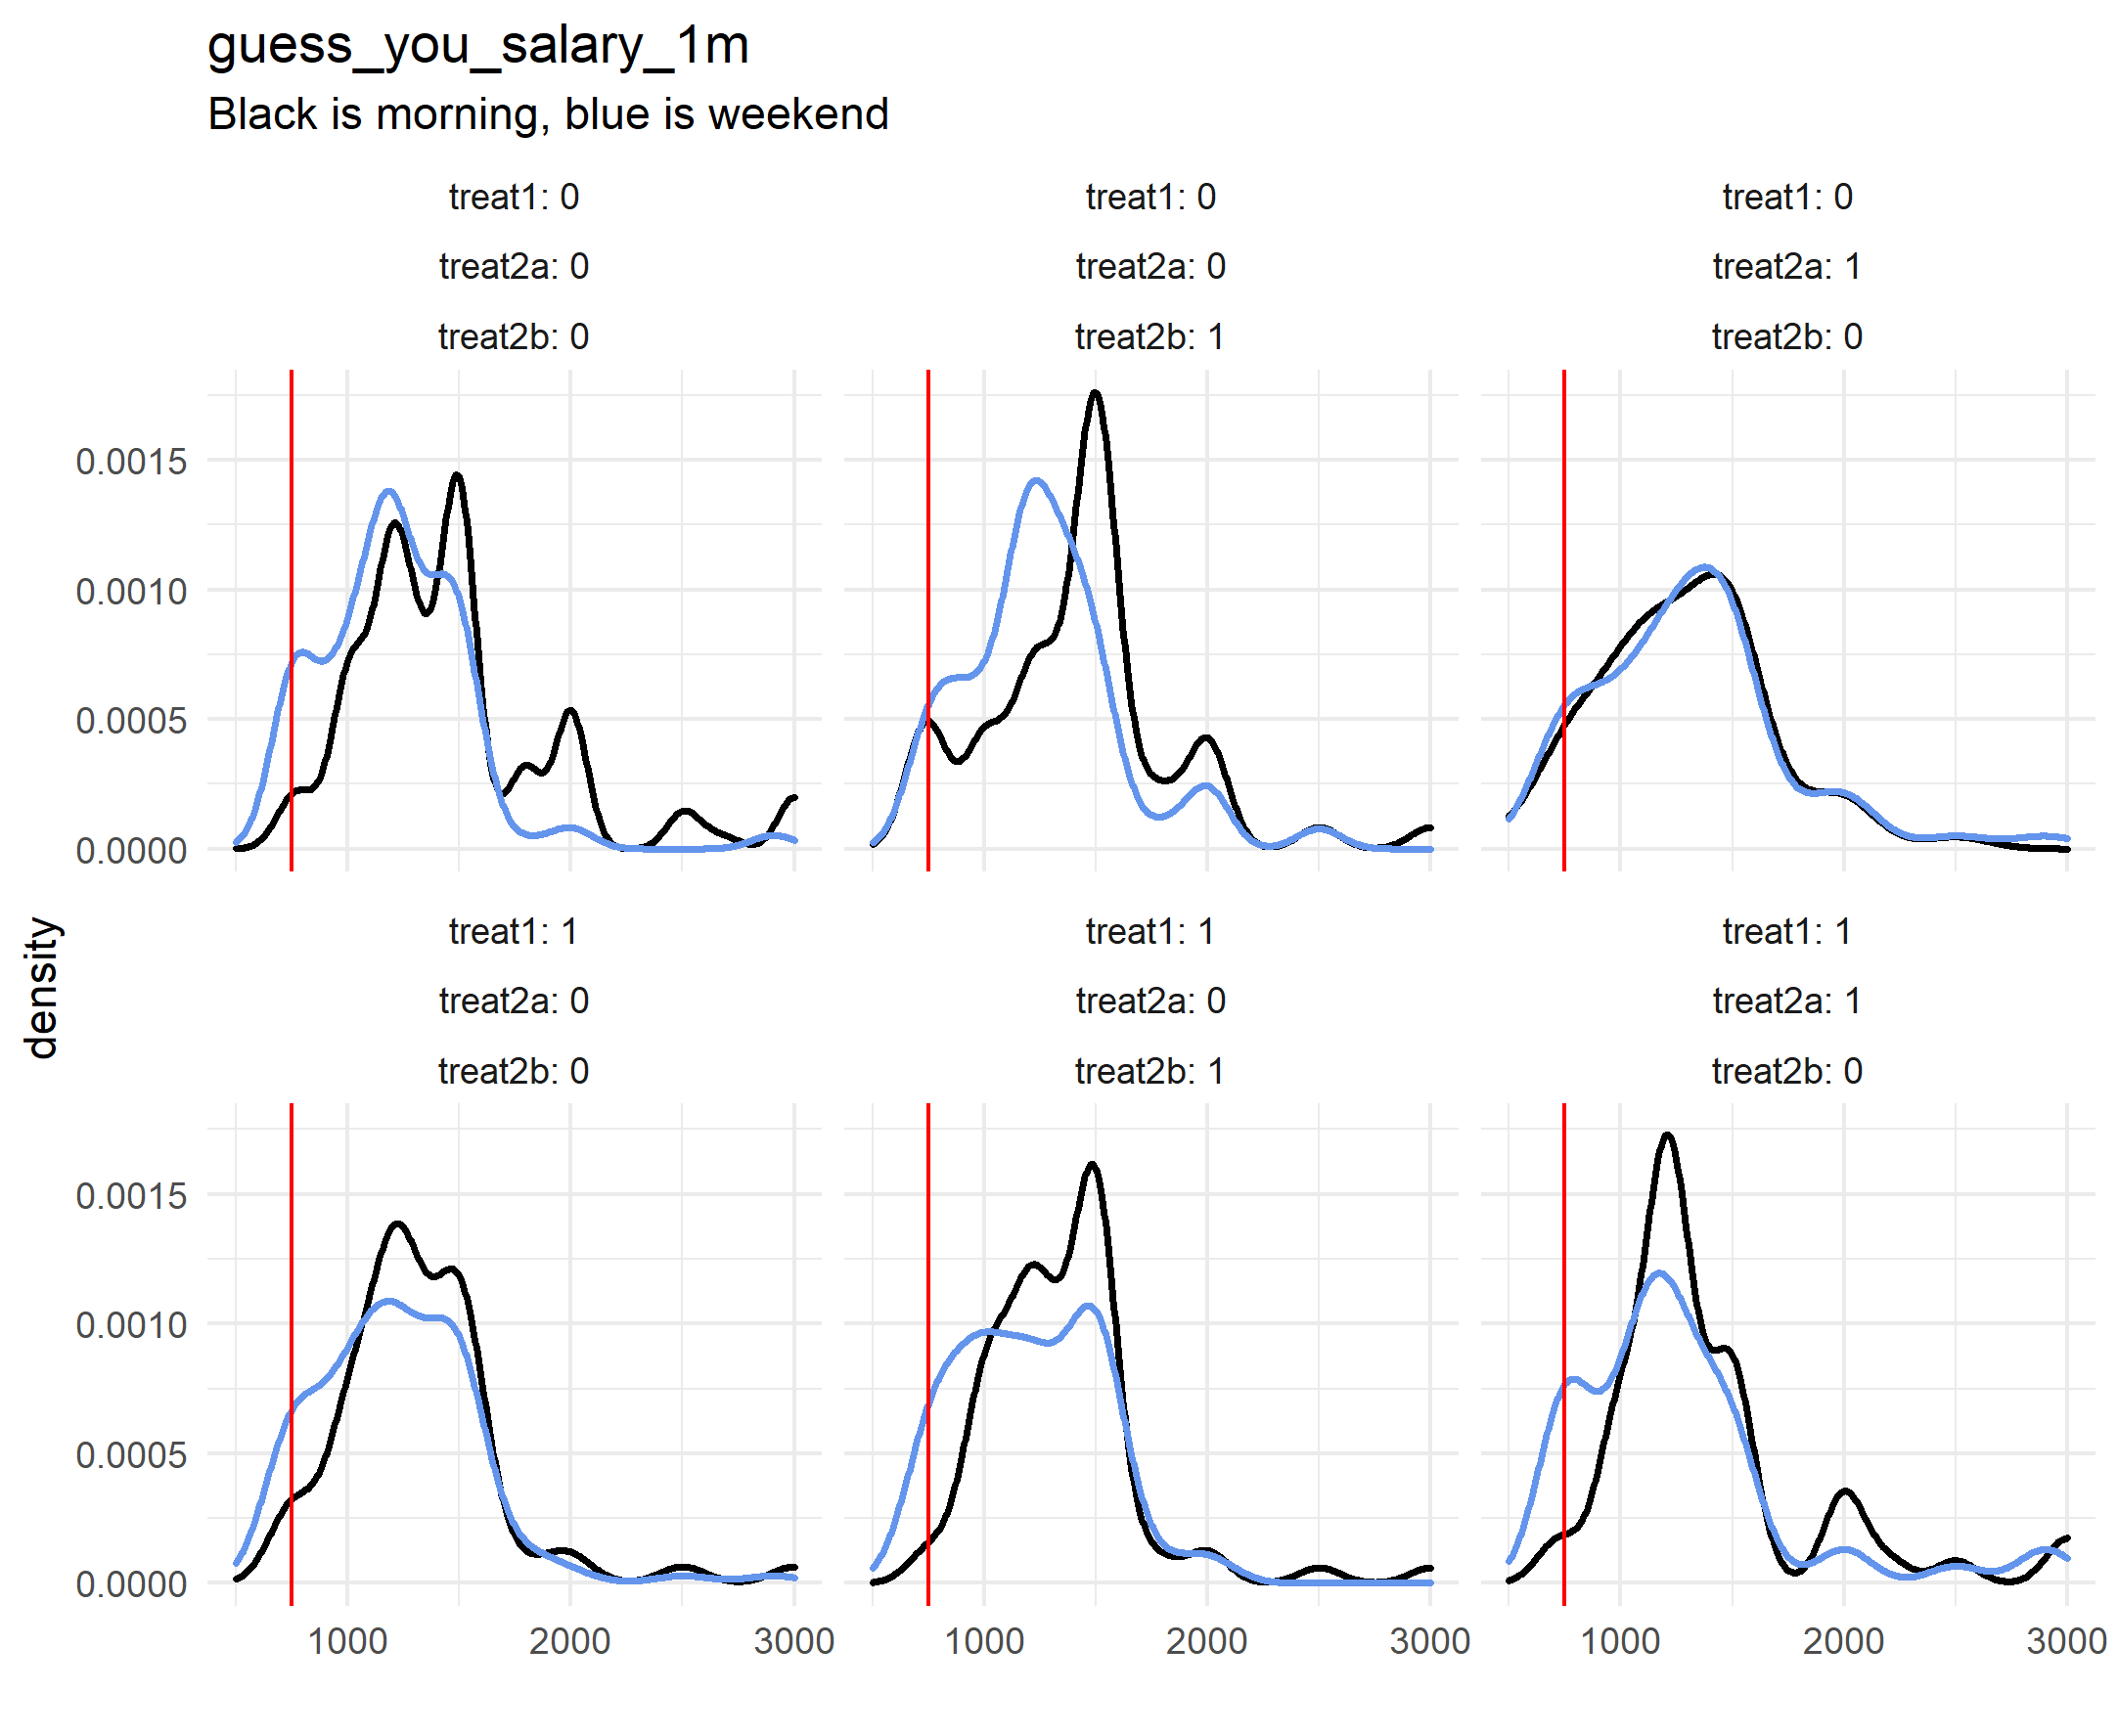 guess_you_salary_1m
Black is morning, blue is weekend
treat1: 0
treat2a: 0
treat2b: 0
treat1: 0
treat2a: 0
treat2b: 1
treat1: 0
treat2a: 1
treat2b: 0
0.0015
0.0010
0.0005
0.0000
density
treat1: 1
treat2a: 0
treat2b: 0
treat1: 1
treat2a: 0
treat2b: 1
treat1: 1
treat2a: 1
treat2b: 0
0.0015
0.0010
0.0005
0.0000
1000 2000 3000 1000 2000 3000 1000 2000 3000